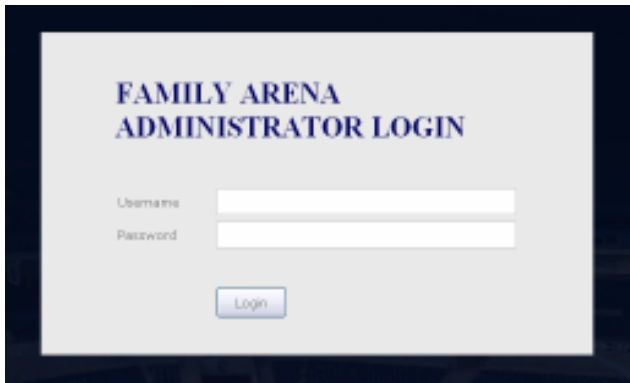 FAMILY ARENA
ADMINISTRATOR LOGIN
Username
Password
Login